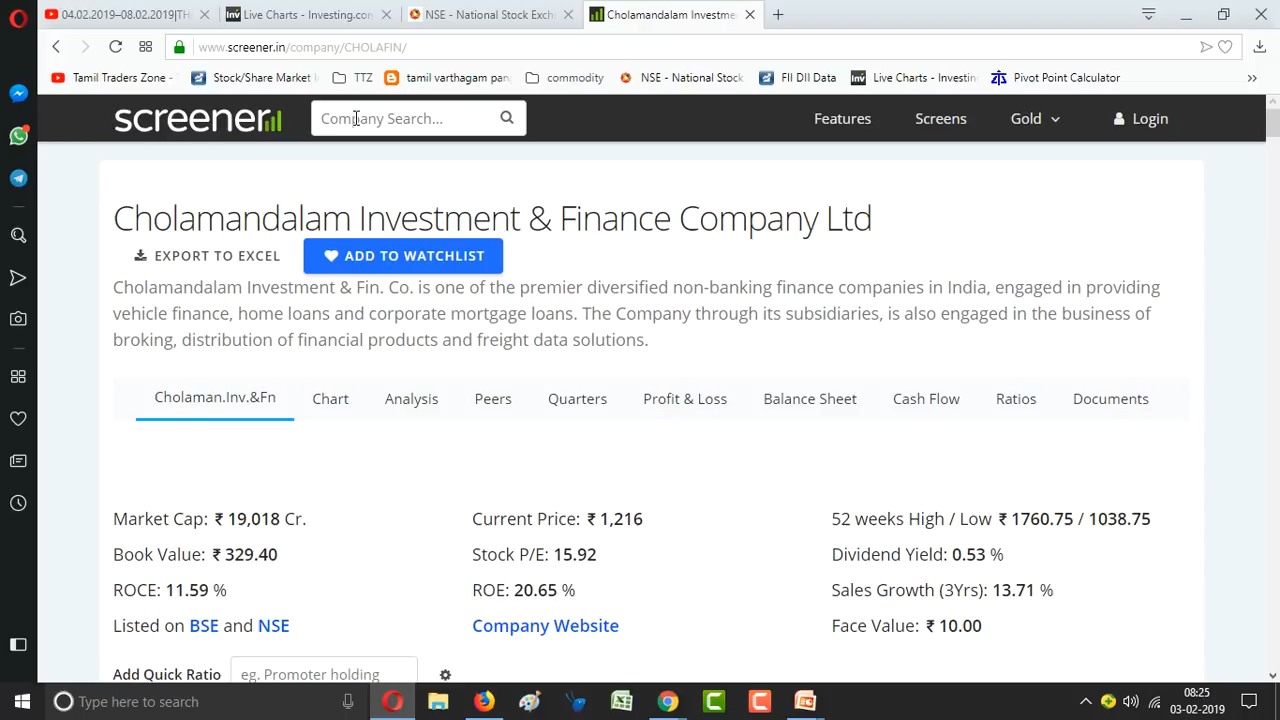 04.02.2019–08.02.2019|TH
Live Charts - Investing.con
NSE - National Stock Exch
Cholamandalam Investme
www.screener.in/company/CHOLAFIN/
Tamil Traders Zone -
Stock/Share Market I
TTZ
tamil varthagam pan
commodity
NSE - National Stock
FII DII Data
Inv Live Charts - Investin
Pivot Point Calculator
screener
Company Search...
Features
Screens
Gold
Login
Cholamandalam Investment & Finance Company Ltd
EXPORT TO EXCEL
ADD TO WATCHLIST
Cholamandalam Investment & Fin. Co. is one of the premier diversified non-banking finance companies in India, engaged in providing
vehicle finance, home loans and corporate mortgage loans. The Company through its subsidiaries, is also engaged in the business of
broking, distribution of financial products and freight data solutions.
Cholaman.Inv.&Fn
Chart
Analysis
Peers
Quarters
Profit & Loss
Balance Sheet
Cash Flow
Ratios
Documents
Market Cap: ₹ 19,018 Cr.
Current Price: ₹ 1,216
52 weeks High / Low ₹ 1760.75 / 1038.75
Book Value: ₹ 329.40
Stock P/E: 15.92
Dividend Yield: 0.53 %
ROCE: 11.59 %
ROE: 20.65 %
Sales Growth (3Yrs): 13.71 %
Listed on BSE and NSE
Company Website
Face Value: ₹ 10.00
Add Quick Ratio
eg. Promoter holding
Type here to search
08:25
03-02-2019